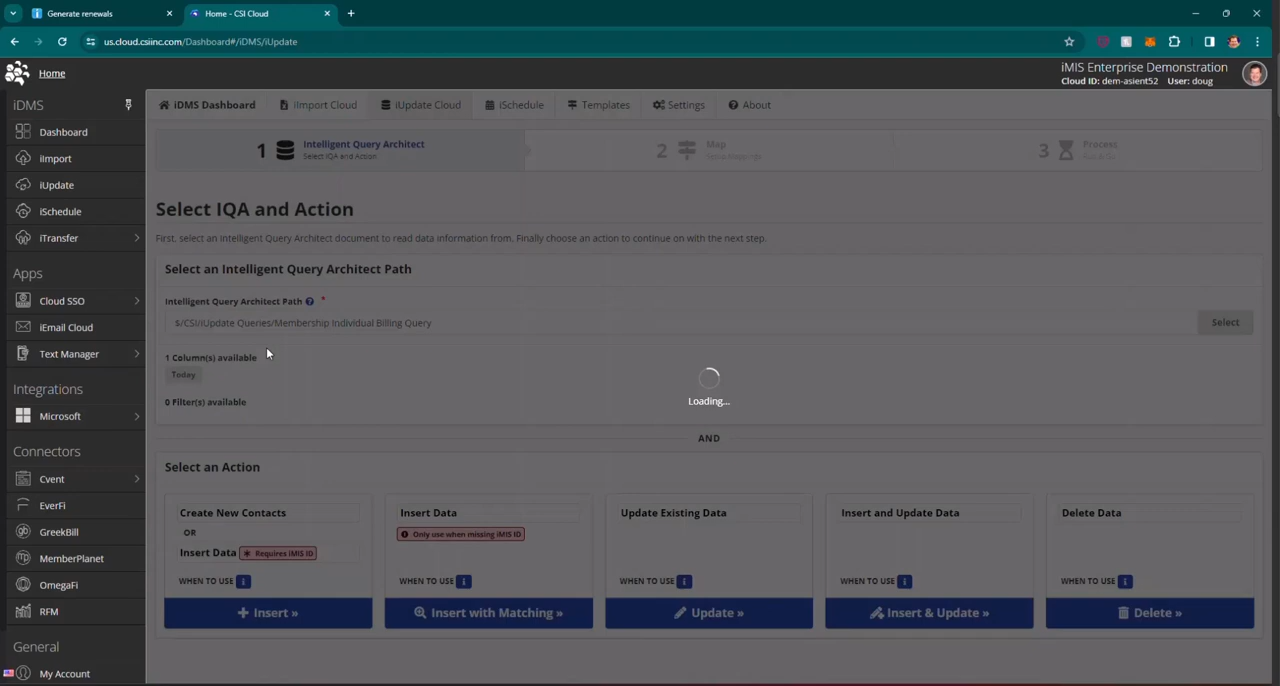 Generate renewals
Home - CSI Cloud
us.cloud.csiinc.com/Dashboard#/iDMS/iUpdate
Home
iMIS Enterprise Demonstration
Cloud ID: dem-asient52 User: doug
iDMS
Dashboard
iImport
iUpdate
iSchedule
iTransfer
Apps
Cloud SSO
iEmail Cloud
Text Manager
Integrations
Microsoft
Connectors
Cvent
EverFi
GreekBill
MemberPlanet
OmegaFi
RFM
General
My Account
iDMS Dashboard
iImport Cloud
iUpdate Cloud
iSchedule
Templates
Settings
About
1 Intelligent Query Architect
Select IQA and Action
2 Map
3 Process
Select IQA and Action
First, select an Intelligent Query Architect document to read data information from. Finally choose an action to continue on with the next step.
Select an Intelligent Query Architect Path
Intelligent Query Architect Path *
$/CSI/iUpdate Queries/Membership Individual Billing Query
Select
1 Column(s) available
Today
0 Filter(s) available
Loading...
AND
Select an Action
Create New Contacts
OR
Insert Data Requires iMIS ID
WHEN TO USE
Insert »
Insert Data
Only use when missing iMIS ID
WHEN TO USE
Insert with Matching »
Update Existing Data
WHEN TO USE
Update »
Insert and Update Data
WHEN TO USE
Insert & Update »
Delete Data
WHEN TO USE
Delete »